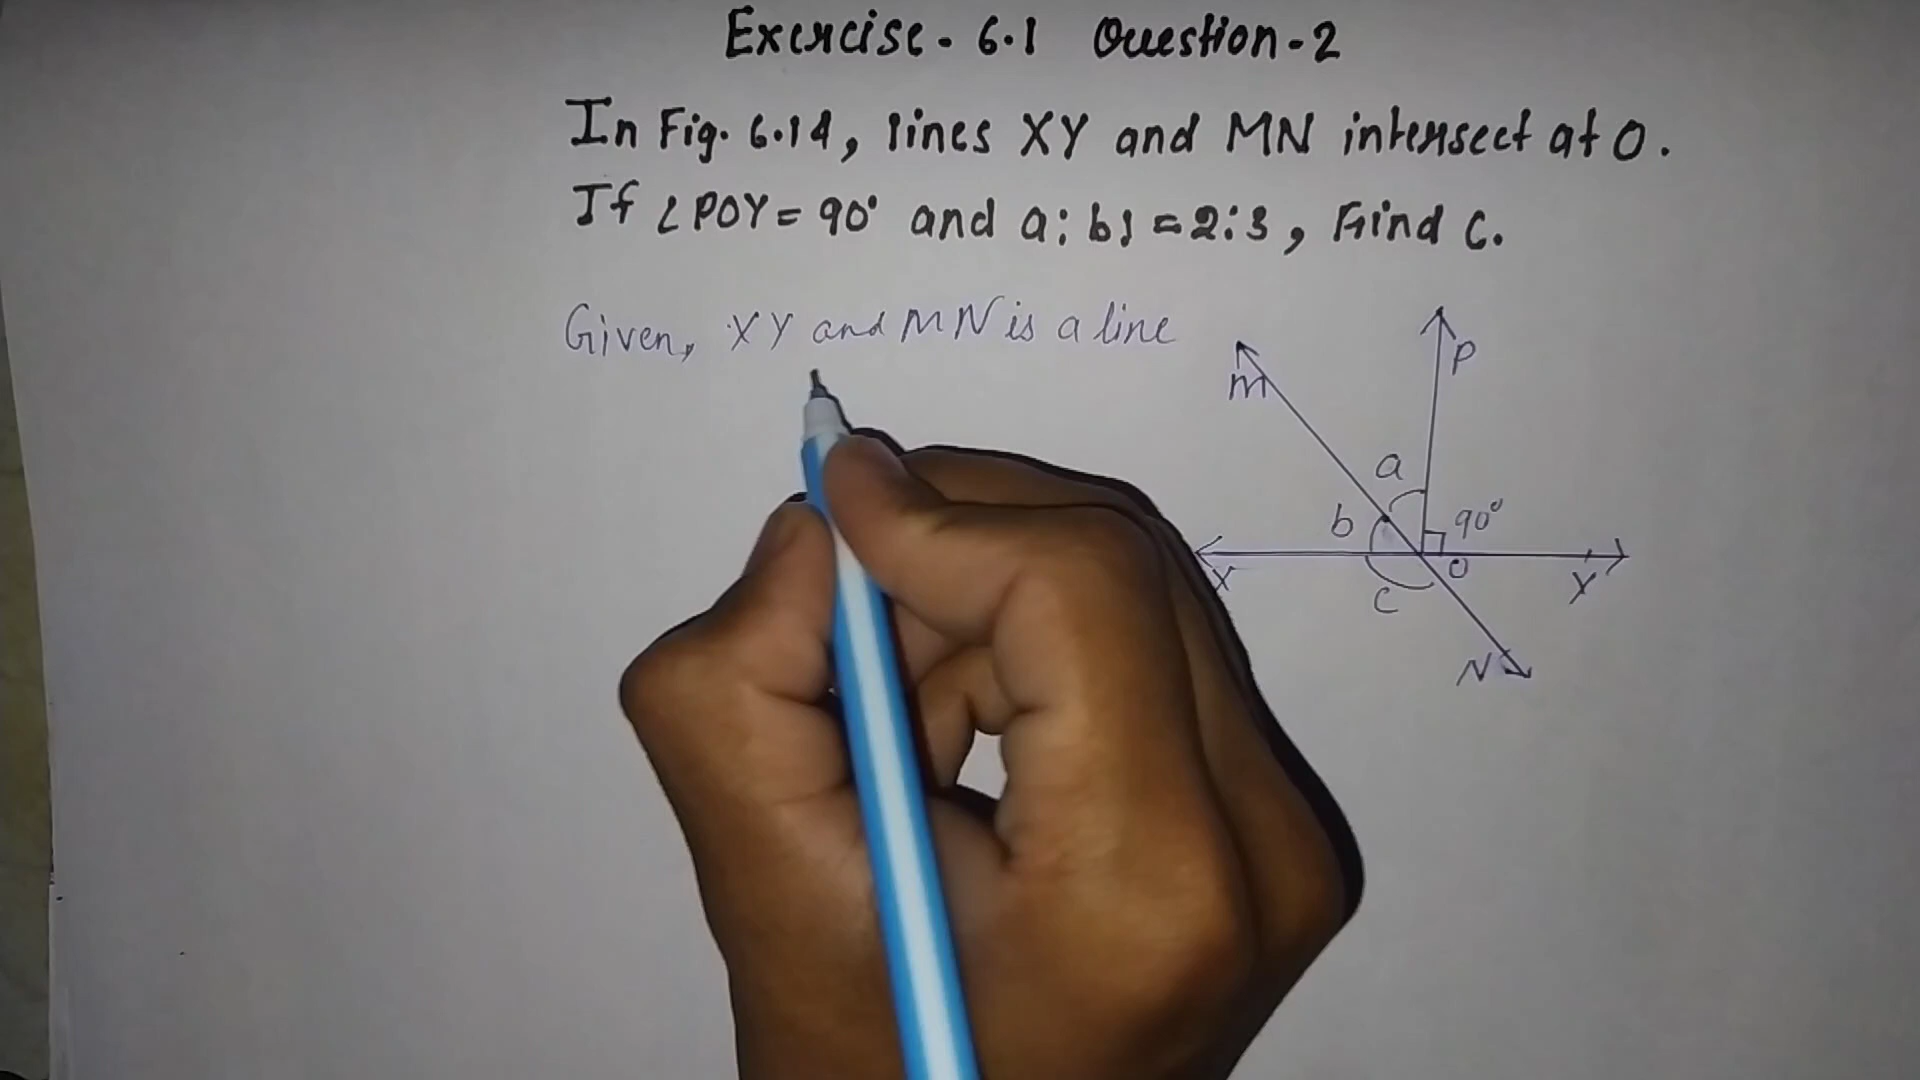 Exercise - 6.1 Question - 2
In Fig. 6.14, lines XY and MN intersect at O.
If ∠POY = 90° and a : b = 2 : 3, Find C.
Given, XY and MN is a line
M
P
a
b
90°
X
O
Y
C
N